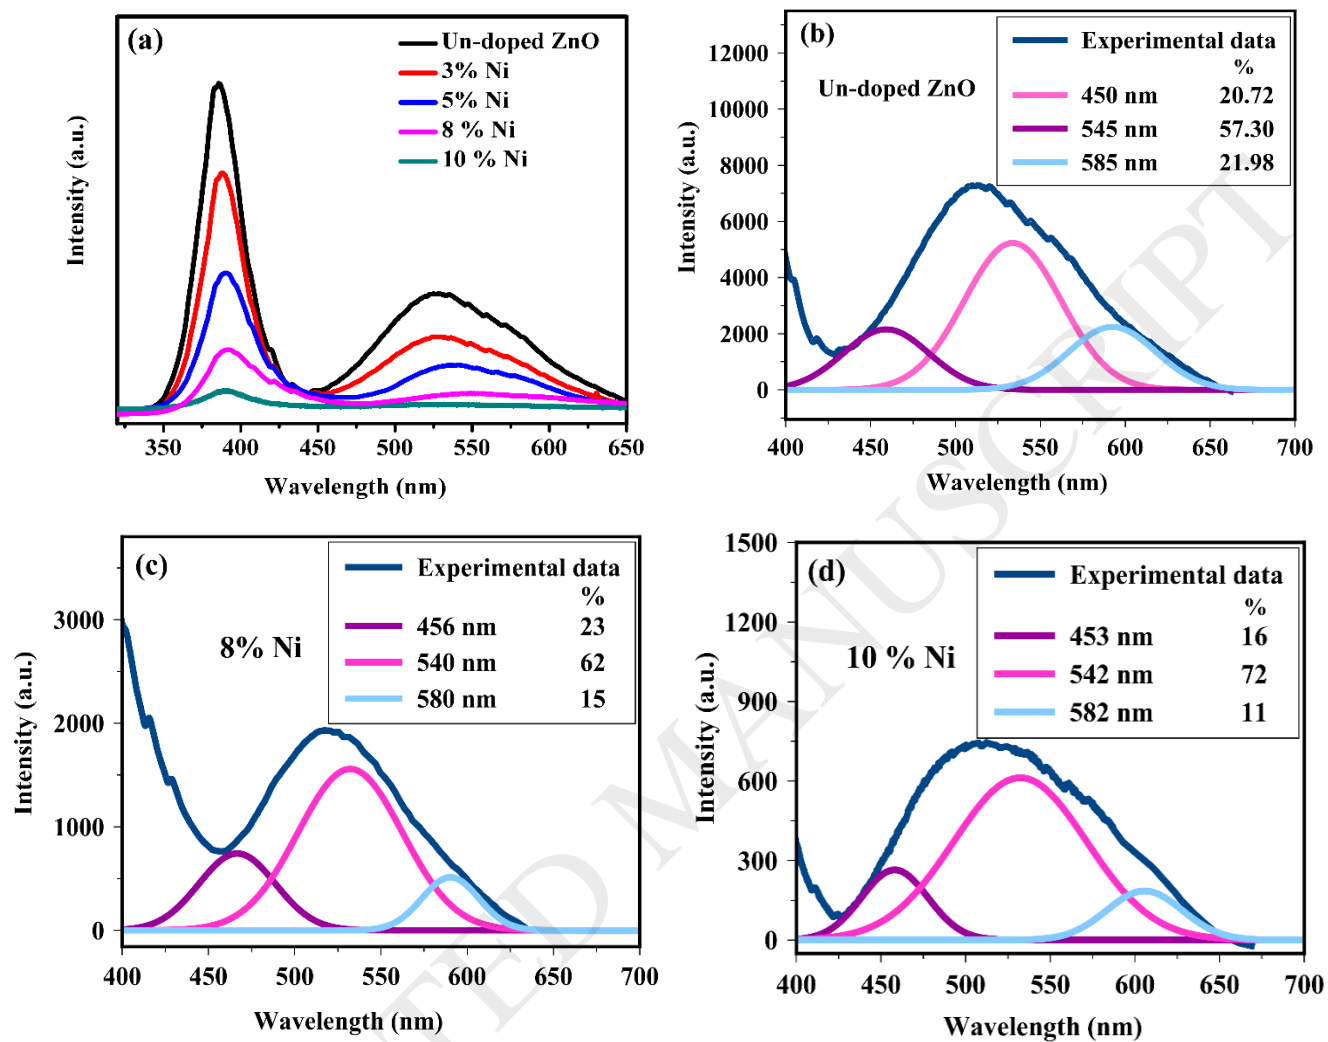 (a)
Un-doped ZnO
3% Ni
5% Ni
8 % Ni
10 % Ni
Intensity (a.u.)
350 400 450 500 550 600 650
Wavelength (nm)
(b)
Experimental data
%
450 nm 20.72
545 nm 57.30
585 nm 21.98
Un-doped ZnO
Intensity (a.u.)
12000
10000
8000
6000
4000
2000
0
400 450 500 550 600 650 700
Wavelength (nm)
(c)
Experimental data
%
456 nm 23
540 nm 62
580 nm 15
8% Ni
Intensity (a.u.)
3000
2000
1000
0
400 450 500 550 600 650 700
Wavelength (nm)
(d)
Experimental data
%
453 nm 16
542 nm 72
582 nm 11
10 % Ni
Intensity (a.u.)
1500
1200
900
600
300
0
400 450 500 550 600 650 700
Wavelength (nm)
TED MANUSCRIPT